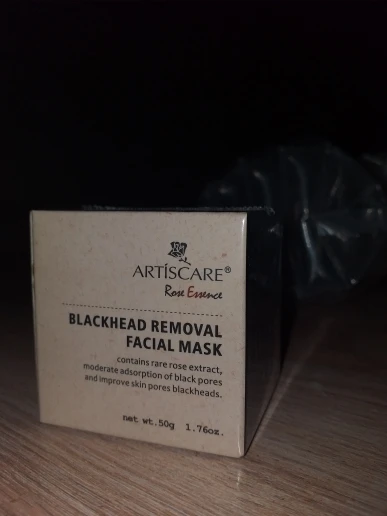 ARTISCARE®
Rose Essence
BLACKHEAD REMOVAL
FACIAL MASK
contains rare rose extract,
moderate adsorption of black pores
and improve skin pores blackheads.
net wt.50g 1.76oz.